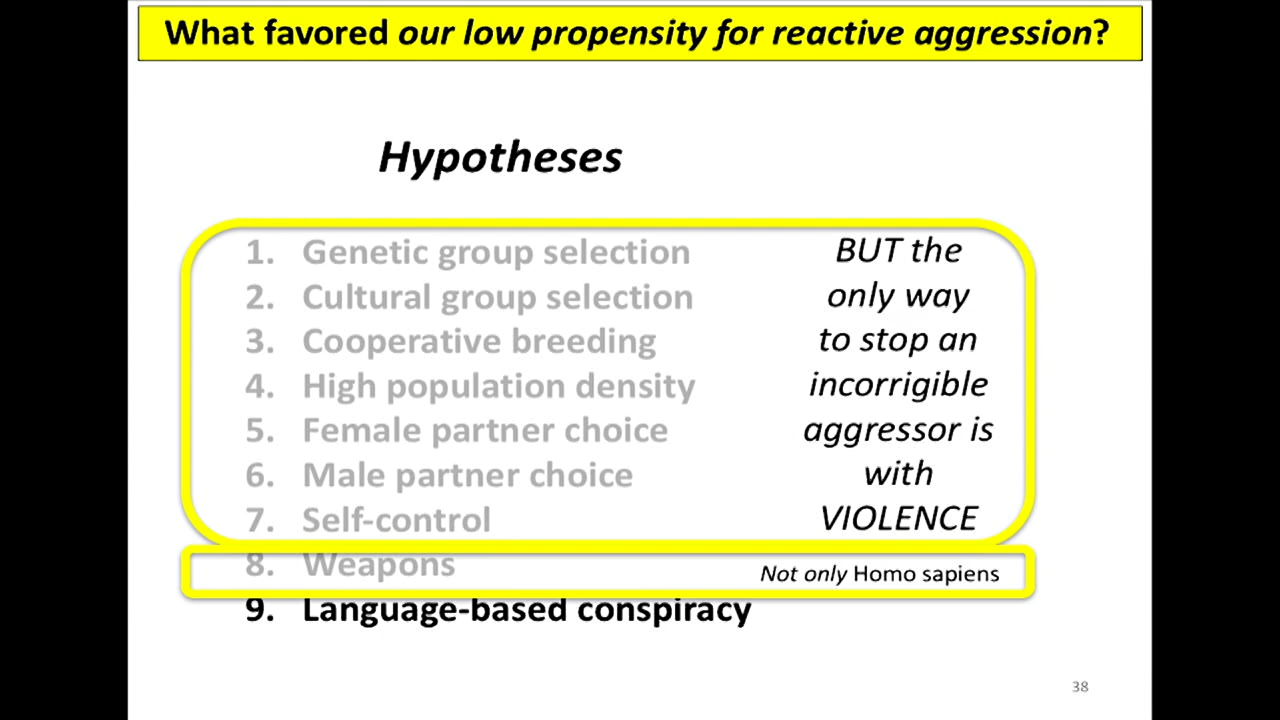 What favored our low propensity for reactive aggression?
Hypotheses
1. Genetic group selection
2. Cultural group selection
3. Cooperative breeding
4. High population density
5. Female partner choice
6. Male partner choice
7. Self-control
BUT the
only way
to stop an
incorrigible
aggressor is
with
VIOLENCE
8. Weapons
Not only Homo sapiens
9. Language-based conspiracy
38